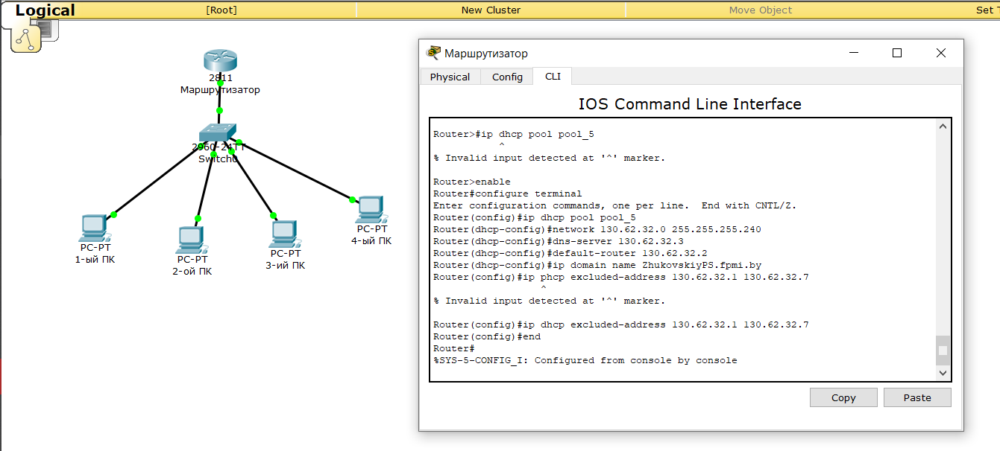 Logical
[Root]
New Cluster
Move Object
Set T
2811
Маршрутизатор
2960-24TT
Switch0
PC-PT
1-ый ПК
PC-PT
2-ой ПК
PC-PT
3-ий ПК
PC-PT
4-ый ПК
Маршрутизатор
Physical
Config
CLI
IOS Command Line Interface
Router>#ip dhcp pool pool_5
^
% Invalid input detected at '^' marker.
Router>enable
Router#configure terminal
Enter configuration commands, one per line.  End with CNTL/Z.
Router(config)#ip dhcp pool pool_5
Router(dhcp-config)#network 130.62.32.0 255.255.255.240
Router(dhcp-config)#dns-server 130.62.32.3
Router(dhcp-config)#default-router 130.62.32.2
Router(dhcp-config)#ip domain name ZhukovskiyPS.fpmi.by
Router(config)#ip phcp excluded-address 130.62.32.1 130.62.32.7
^
% Invalid input detected at '^' marker.
Router(config)#ip dhcp excluded-address 130.62.32.1 130.62.32.7
Router(config)#end
Router#
%SYS-5-CONFIG_I: Configured from console by console
Copy
Paste